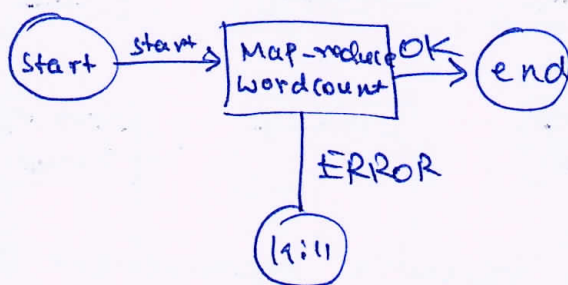 start
start
Map-reduce
wordcount
OK
end
ERROR
kill